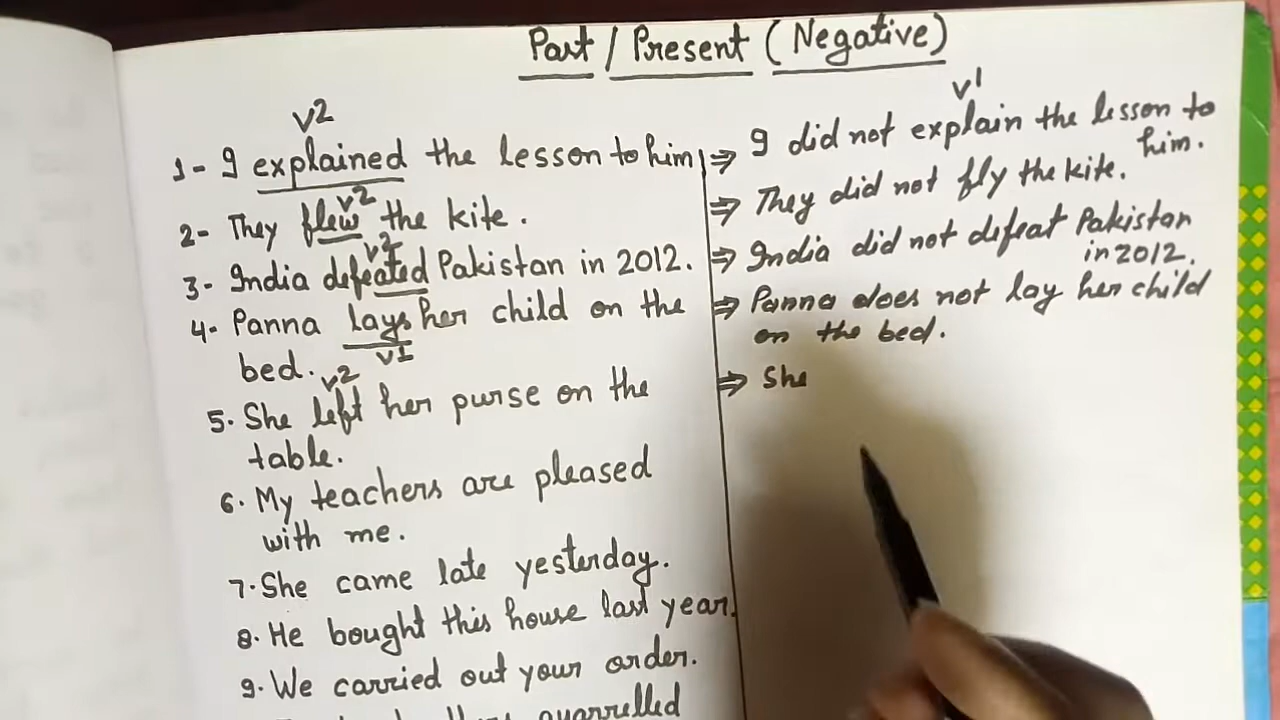 Past / Present (Negative)
V2
1- I explained the lesson to him
V2
2- They flew the kite.
V2
3- India defeated Pakistan in 2012.
4- Panna lays her child on the
bed.
V1
V2
5. She left her purse on the
table.
6. My teachers are pleased
with me.
7. She came late yesterday.
8. He bought this house last year.
9. We carried out your order.
quarrelled
V1
⇒ I did not explain the lesson to
him.
⇒ They did not fly the kite.
⇒ India did not defeat Pakistan
in 2012.
⇒ Panna does not lay her child
on the bed.
⇒ She